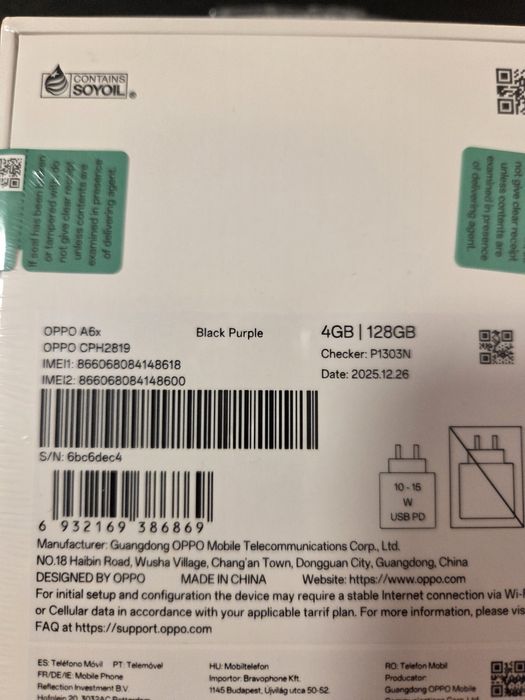 CONTAINS
SOYOIL
If seal has been broken
or tampered with do
not give clear receipt
unless contents are
examined in presence
of delivering agent.
not give clear receipt
unless contents are
examined in presence
of delivering agent.
OPPO A6x
Black Purple
4GB | 128GB
OPPO CPH2819
Checker: P1303N
IMEI1: 866068084148618
Date: 2025.12.26
IMEI2: 866068084148600
S/N: 6bc6dec4
10 - 15
W
USB PD
6 932169 386869
Manufacturer: Guangdong OPPO Mobile Telecommunications Corp., Ltd.
NO.18 Haibin Road, Wusha Village, Chang'an Town, Dongguan City, Guangdong, China
DESIGNED BY OPPO MADE IN CHINA Website: https://www.oppo.com
For initial setup and configuration the device may require a stable Internet connection via Wi-F
or Cellular data in accordance with your applicable tarrif plan. For more information, please vis
FAQ at https://support.oppo.com
ES: Teléfono Móvil PT: Telemóvel
FR/DE/IE: Mobile Phone
Reflection Investment B.V.
HU: Mobiltelefon
Importor: Bravophone Kft.
1145 Budapest, Újvilág utca 50-52.
RO: Telefon Mobil
Producator:
Guangdong OPPO Mobile